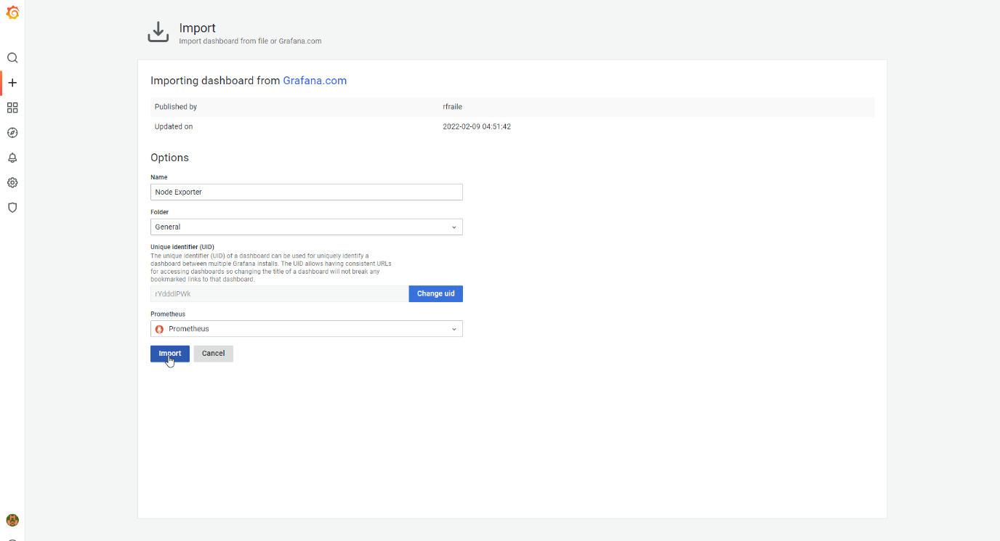 Import
Import dashboard from file or Grafana.com
Importing dashboard from Grafana.com
Published by rfraile
Updated on 2022-02-09 04:51:42
Options
Name
Node Exporter
Folder
General
Unique identifier (UID)
The unique identifier (UID) of a dashboard can be used for uniquely identify a
dashboard between multiple Grafana installs. The UID allows having consistent URLs
for accessing dashboards so changing the title of a dashboard will not break any
bookmarked links to that dashboard.
rYdddlPWk Change uid
Prometheus
Prometheus
Import Cancel